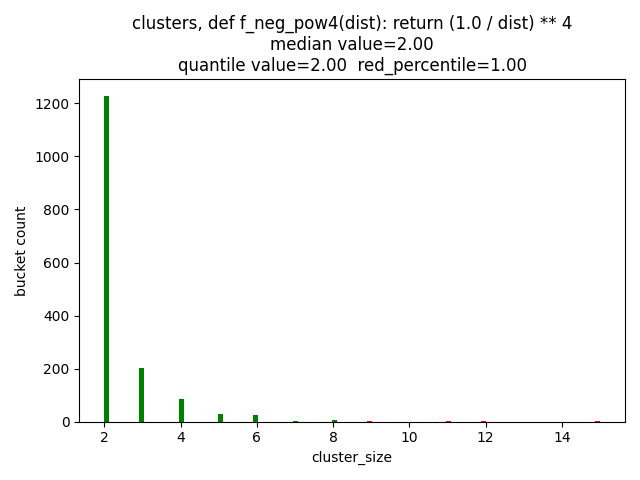 clusters, def f_neg_pow4(dist): return (1.0 / dist) ** 4
median value=2.00
quantile value=2.00  red_percentile=1.00
bucket count
1200
1000
800
600
400
200
0
2
4
6
8
10
12
14
cluster_size